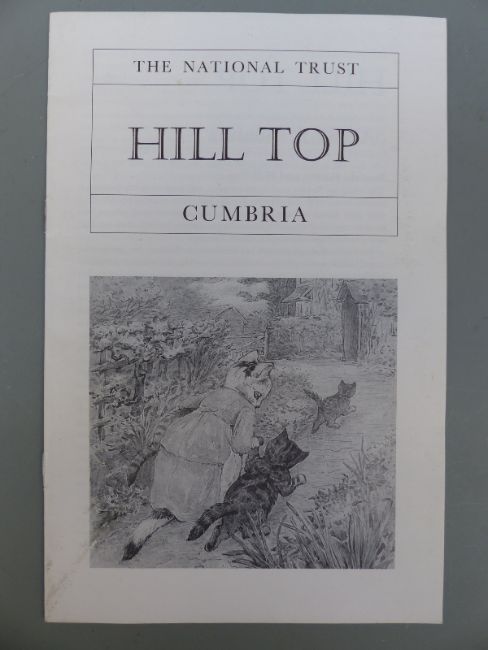 THE NATIONAL TRUST
HILL TOP
CUMBRIA